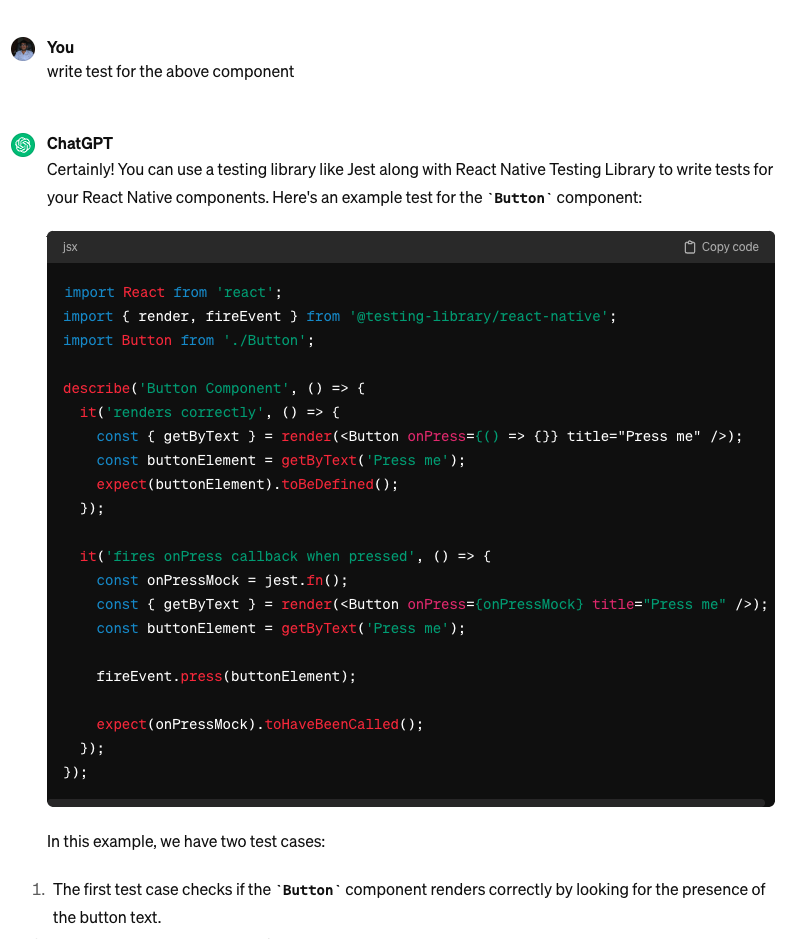 You
write test for the above component
ChatGPT
Certainly! You can use a testing library like Jest along with React Native Testing Library to write tests for
your React Native components. Here's an example test for the `Button` component:
jsx
Copy code
import React from 'react';
import { render, fireEvent } from '@testing-library/react-native';
import Button from './Button';
describe('Button Component', () => {
  it('renders correctly', () => {
    const { getByText } = render(<Button onPress={() => {}} title="Press me" />);
    const buttonElement = getByText('Press me');
    expect(buttonElement).toBeDefined();
  });
  it('fires onPress callback when pressed', () => {
    const onPressMock = jest.fn();
    const { getByText } = render(<Button onPress={onPressMock} title="Press me" />);
    const buttonElement = getByText('Press me');
    fireEvent.press(buttonElement);
    expect(onPressMock).toHaveBeenCalled();
  });
});
In this example, we have two test cases:
1. The first test case checks if the `Button` component renders correctly by looking for the presence of
the button text.